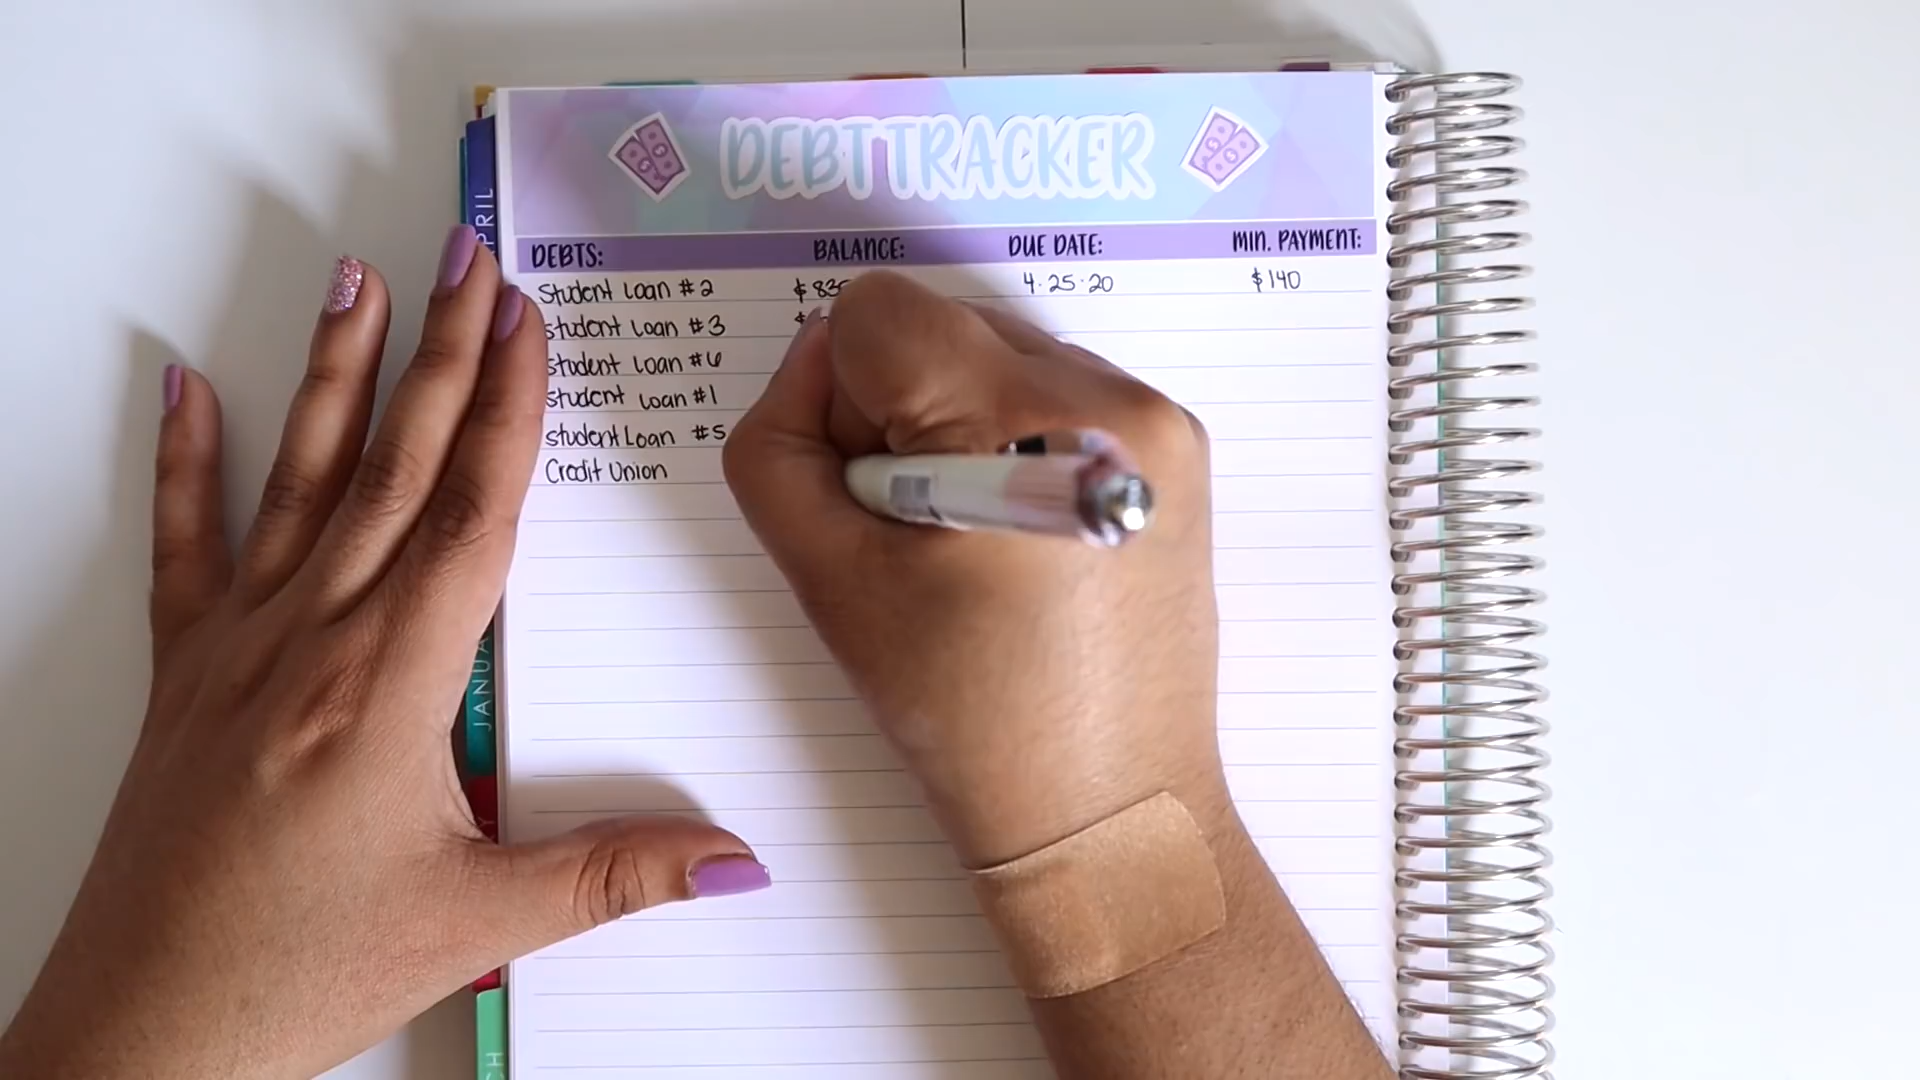 DEBT TRACKER
DEBTS: BALANCE: DUE DATE: MIN. PAYMENT:
Student Loan #2 4.25.20 $140
Student Loan #3
Student Loan #6
Student Loan #1
Student Loan #5
Credit Union